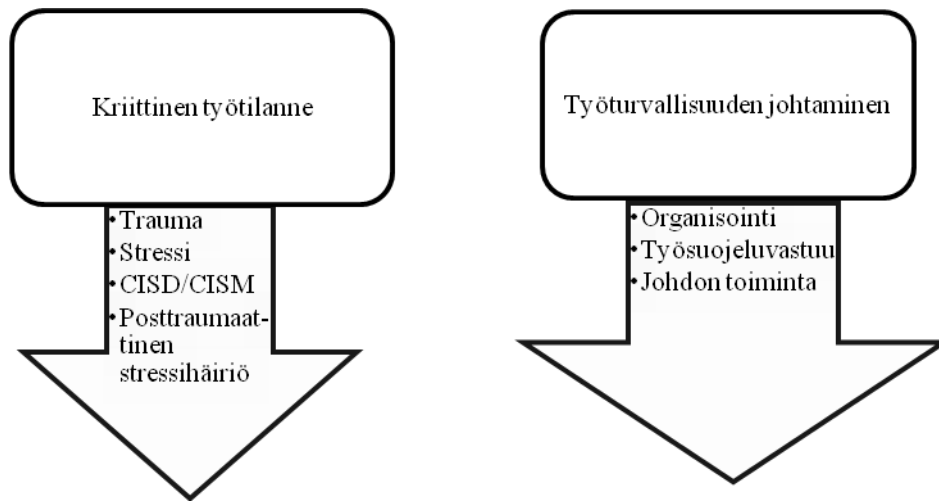 Kriittinen työtilanne
• Trauma
• Stressi
• CISD/CISM
• Posttraumaat-
tinen
stressihäiriö
Työturvallisuuden johtaminen
• Organisointi
• Työsuojeluvastuu
• Johdon toiminta